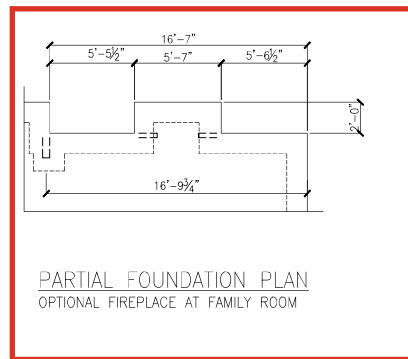 16'-7"
5'-5½" 5'-7" 5'-6½"
2'-0"
16'-9¾"
PARTIAL FOUNDATION PLAN
OPTIONAL FIREPLACE AT FAMILY ROOM